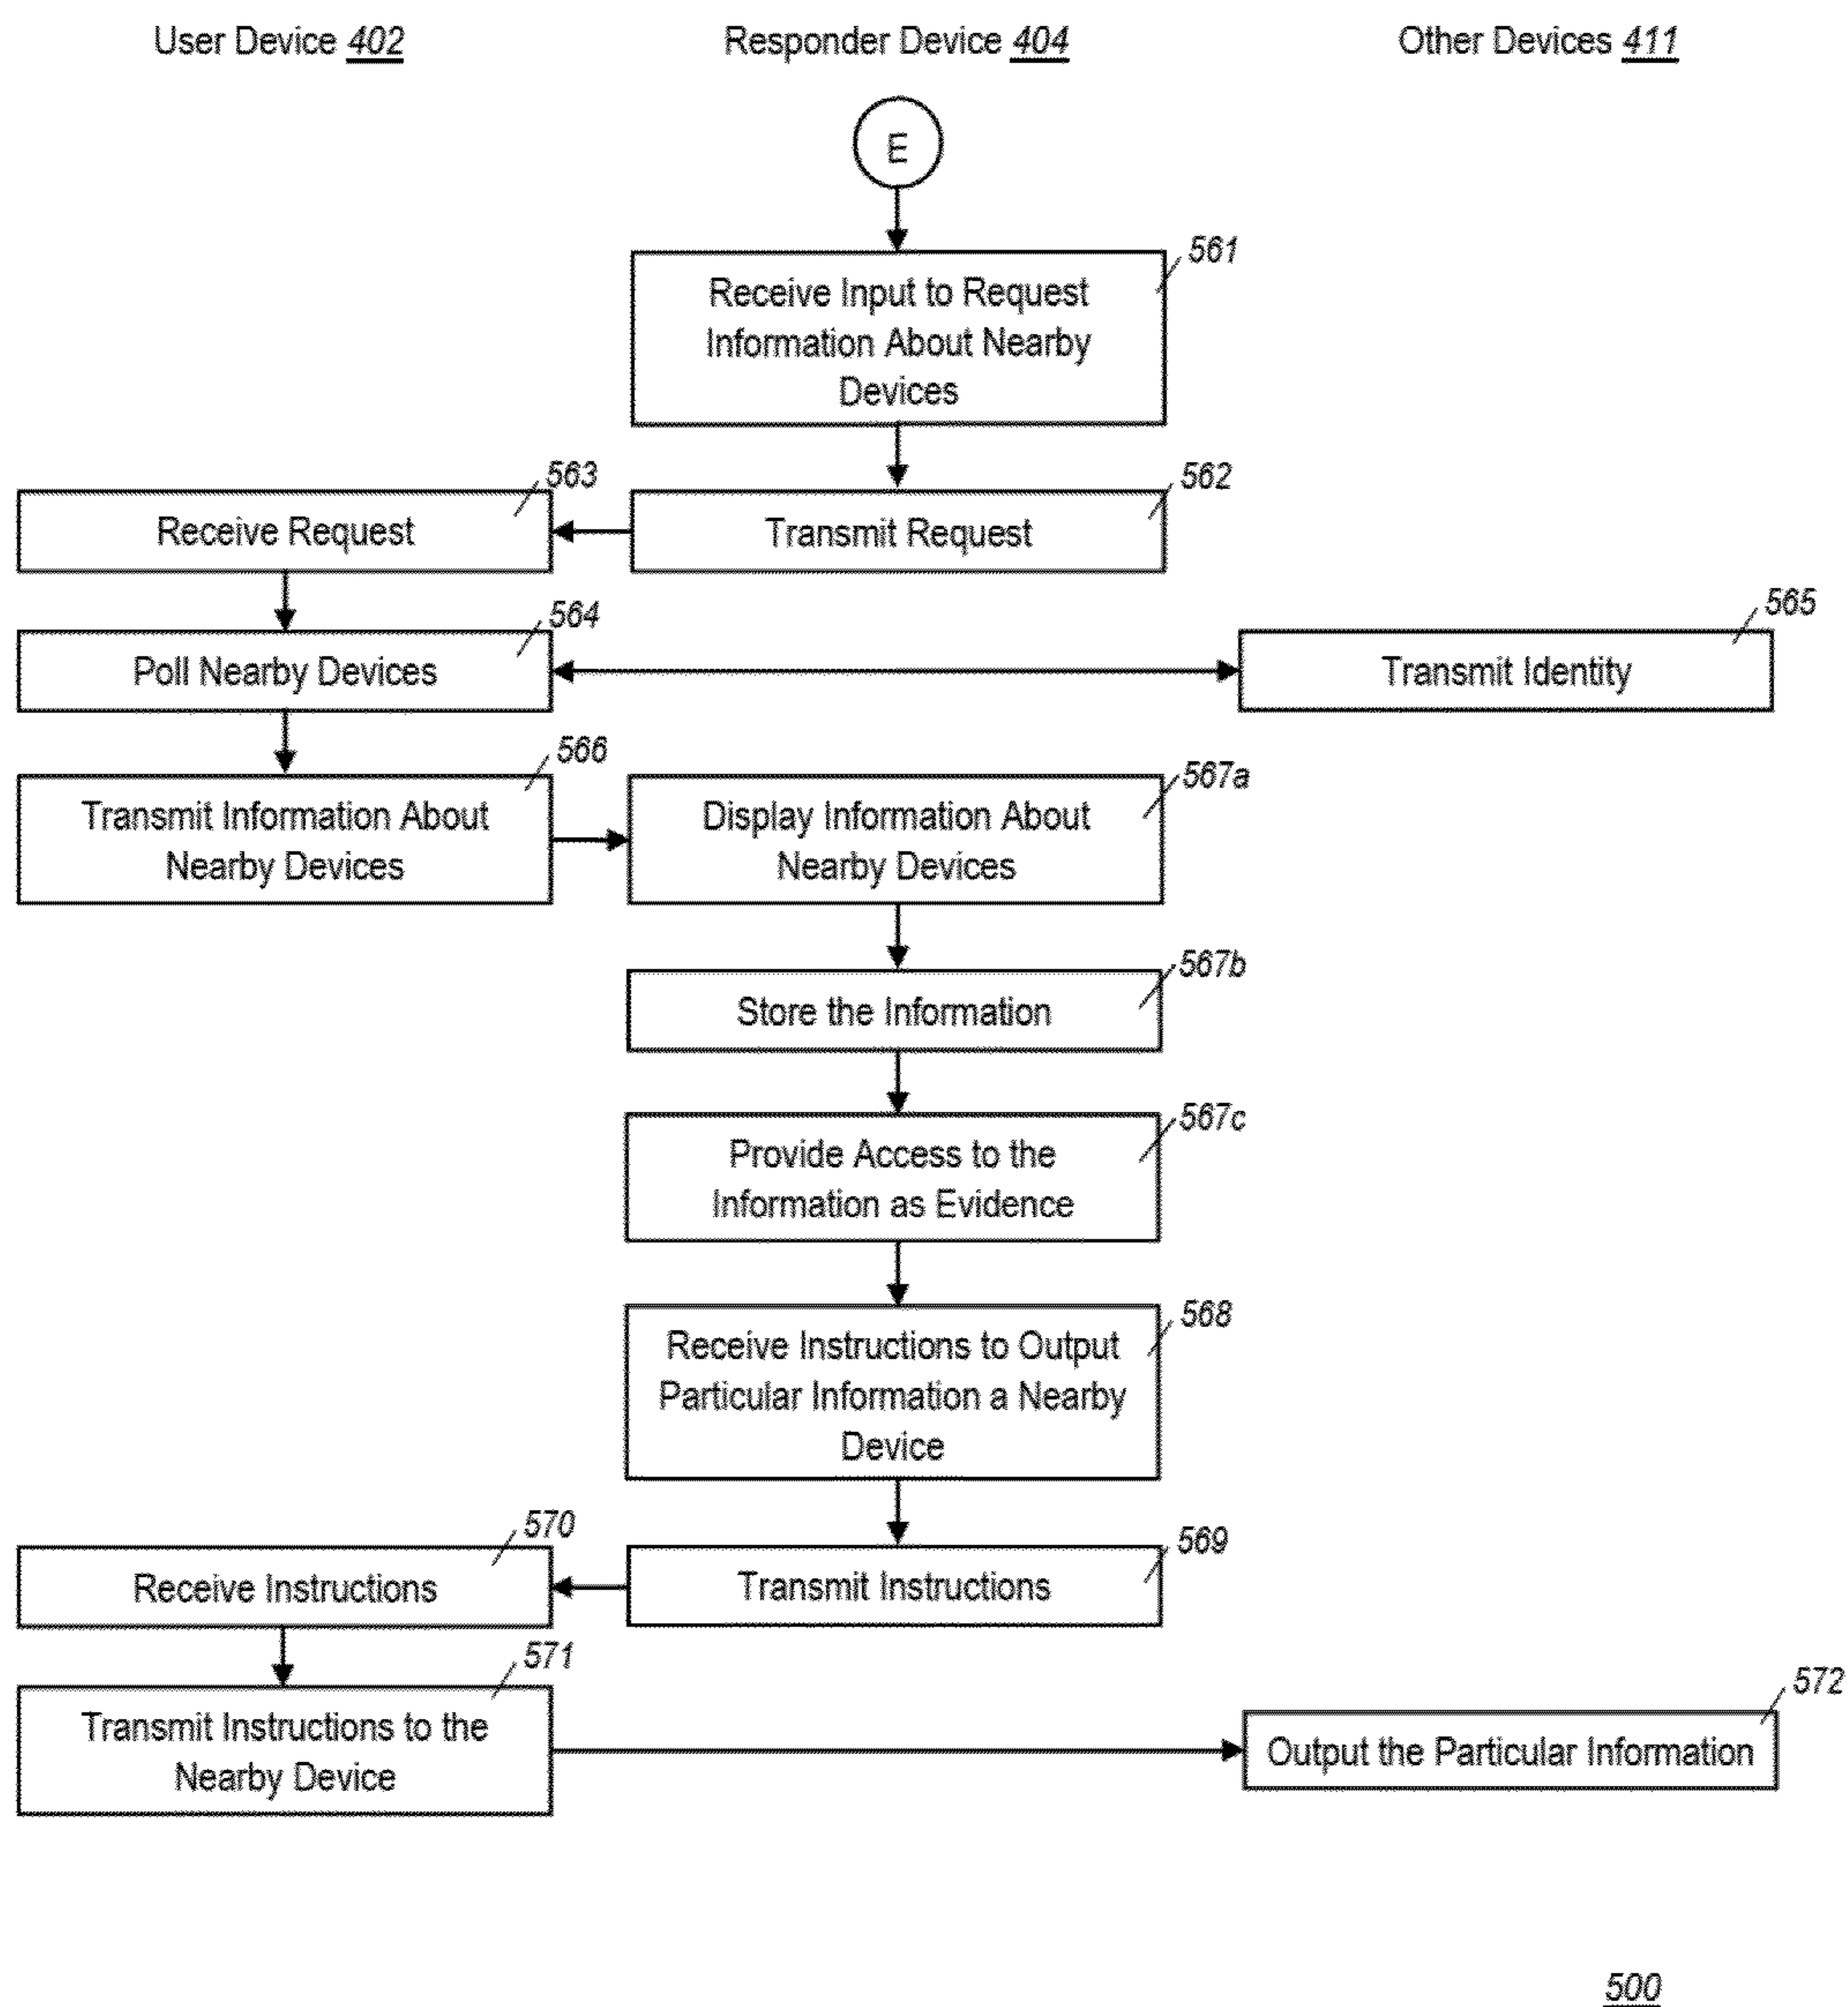 User Device 402
Responder Device 404
Other Devices 411
E
561
Receive Input to Request
Information About Nearby
Devices
563
562
Receive Request
Transmit Request
564
565
Poll Nearby Devices
Transmit Identity
566
567a
Transmit Information About
Nearby Devices
Display Information About
Nearby Devices
567b
Store the Information
567c
Provide Access to the
Information as Evidence
568
Receive Instructions to Output
Particular Information a Nearby
Device
570
569
Receive Instructions
Transmit Instructions
571
572
Transmit Instructions to the
Nearby Device
Output the Particular Information
500